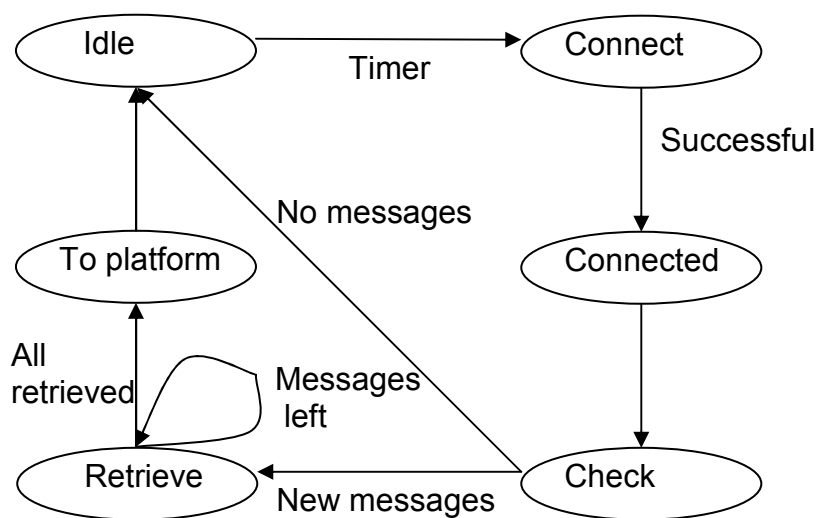 Idle
Connect
Timer
Successful
No messages
To platform
Connected
All
retrieved
Messages
left
Retrieve
New messages
Check